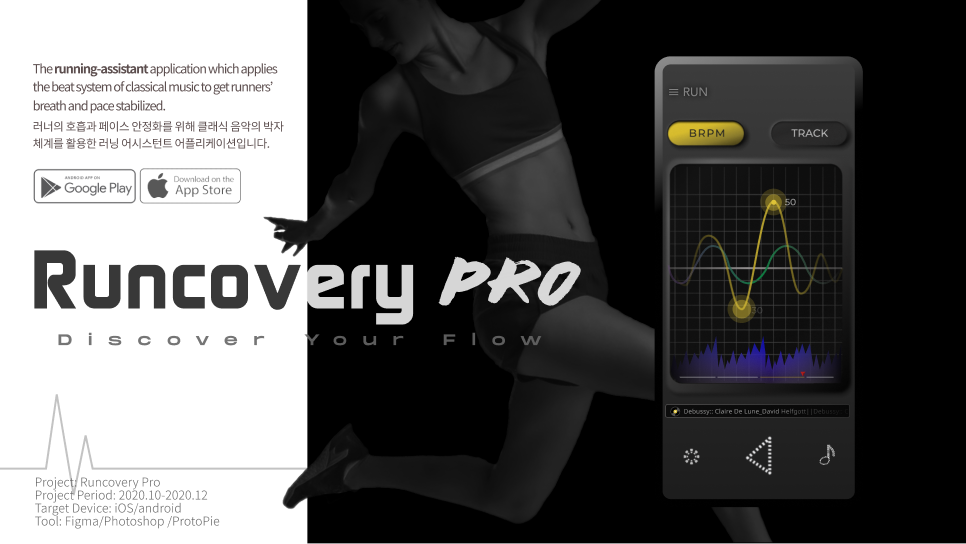 The running-assistant application which applies
the beat system of classical music to get runners'
breath and pace stabilized.
러너의 호흡과 페이스 안정화를 위해 클래식 음악의 박자
체계를 활용한 러닝 어시스턴트 어플리케이션입니다.
ANDROID APP ON
Google Play
Download on the
App Store
Runcovery PRO
Discover Your Flow
Project: Runcovery Pro
Project Period: 2020.10-2020.12
Target Device: iOS/android
Tool: Figma/Photoshop /ProtoPie
RUN
BRPM TRACK
50
30
Debussy:: Claire De Lune_David Helfgott| (Debussy